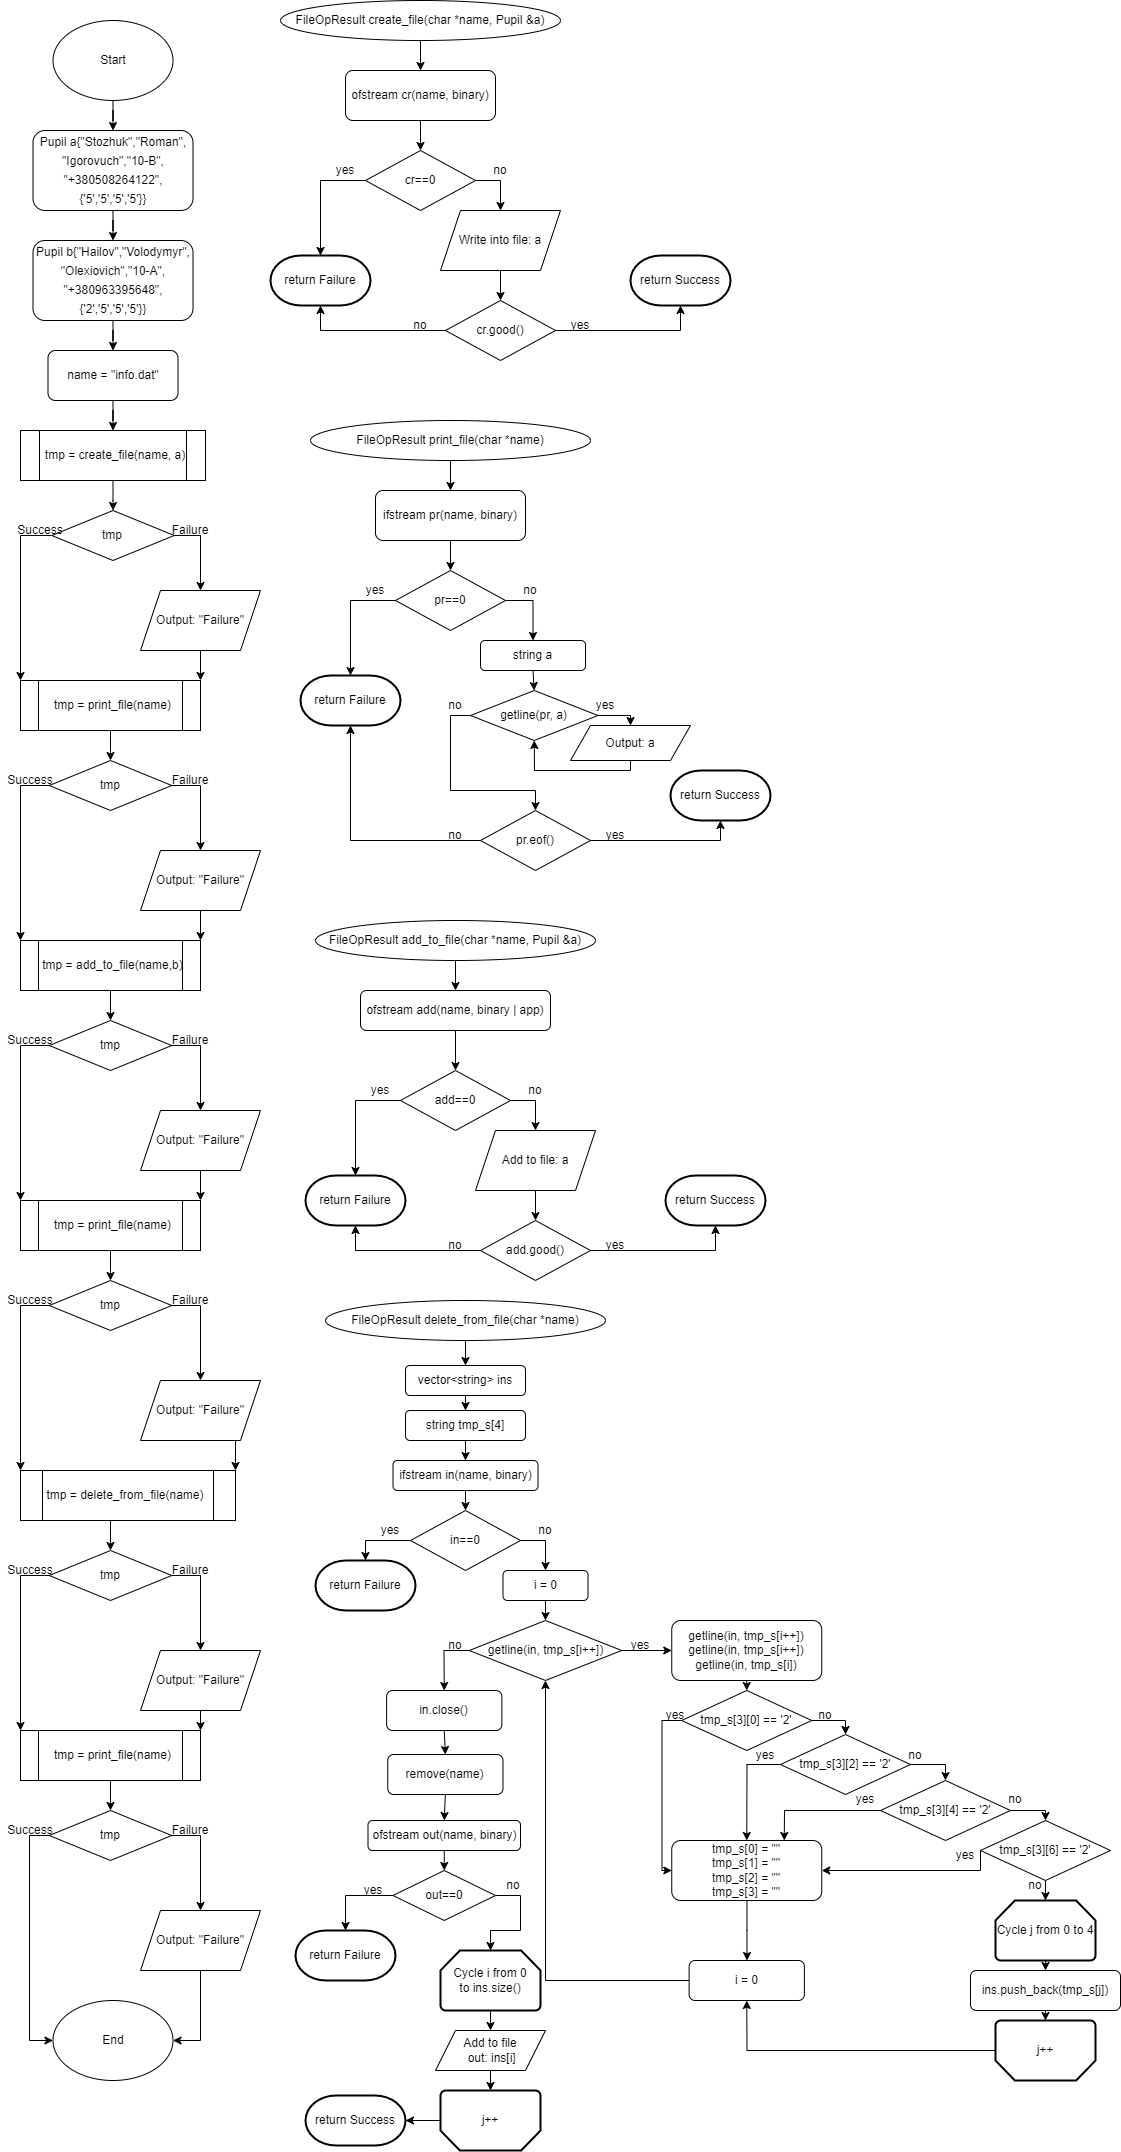 Start
Pupil a{"Stozhuk","Roman",
"Igorovuch","10-B",
"+380508264122",
{'5','5','5','5'}}
Pupil b{"Hailov","Volodymyr",
"Olexiovich","10-A",
"+380963395648",
{'2','5','5','5'}}
name = "info.dat"
tmp = create_file(name, a)
Success
tmp
Failure
Output: "Failure"
tmp = print_file(name)
Success
tmp
Failure
Output: "Failure"
tmp = add_to_file(name,b)
Success
tmp
Failure
Output: "Failure"
tmp = print_file(name)
Success
tmp
Failure
Output: "Failure"
tmp = delete_from_file(name)
Success
tmp
Failure
Output: "Failure"
tmp = print_file(name)
Success
tmp
Failure
Output: "Failure"
End
FileOpResult create_file(char *name, Pupil &a)
ofstream cr(name, binary)
yes
cr==0
no
Write into file: a
return Failure
return Success
no
cr.good()
yes
FileOpResult print_file(char *name)
ifstream pr(name, binary)
yes
pr==0
no
string a
return Failure
no
getline(pr, a)
yes
Output: a
return Success
no
pr.eof()
yes
FileOpResult add_to_file(char *name, Pupil &a)
ofstream add(name, binary | app)
yes
add==0
no
Add to file: a
return Failure
return Success
no
add.good()
yes
FileOpResult delete_from_file(char *name)
vector<string> ins
string tmp_s[4]
ifstream in(name, binary)
yes
in==0
no
return Failure
i = 0
no
getline(in, tmp_s[i++])
yes
getline(in, tmp_s[i++])
getline(in, tmp_s[i++])
getline(in, tmp_s[i])
in.close()
yes
tmp_s[3][0] == '2'
no
remove(name)
yes
tmp_s[3][2] == '2'
no
yes
tmp_s[3][4] == '2'
no
ofstream out(name, binary)
tmp_s[0] = ""
tmp_s[1] = ""
tmp_s[2] = ""
tmp_s[3] = ""
yes
tmp_s[3][6] == '2'
no
yes
out==0
no
return Failure
Cycle j from 0 to 4
Cycle i from 0
to ins.size()
i = 0
ins.push_back(tmp_s[j])
Add to file
out: ins[i]
j++
return Success
j++